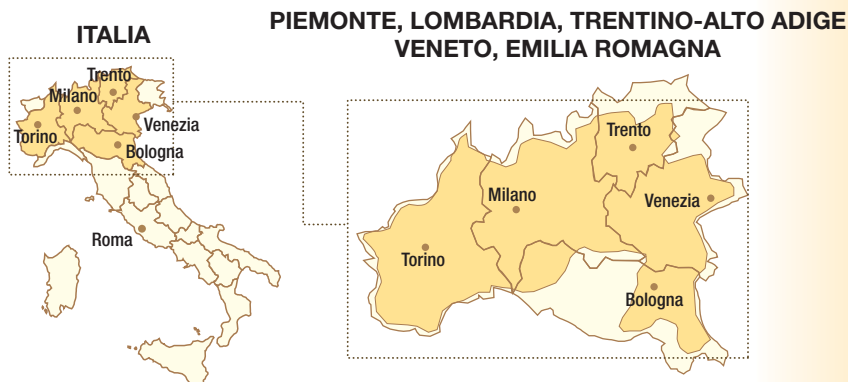 ITALIA
PIEMONTE, LOMBARDIA, TRENTINO-ALTO ADIGE
VENETO, EMILIA ROMAGNA
Trento
Milano
Torino
Venezia
Bologna
Roma
Trento
Milano
Venezia
Torino
Bologna